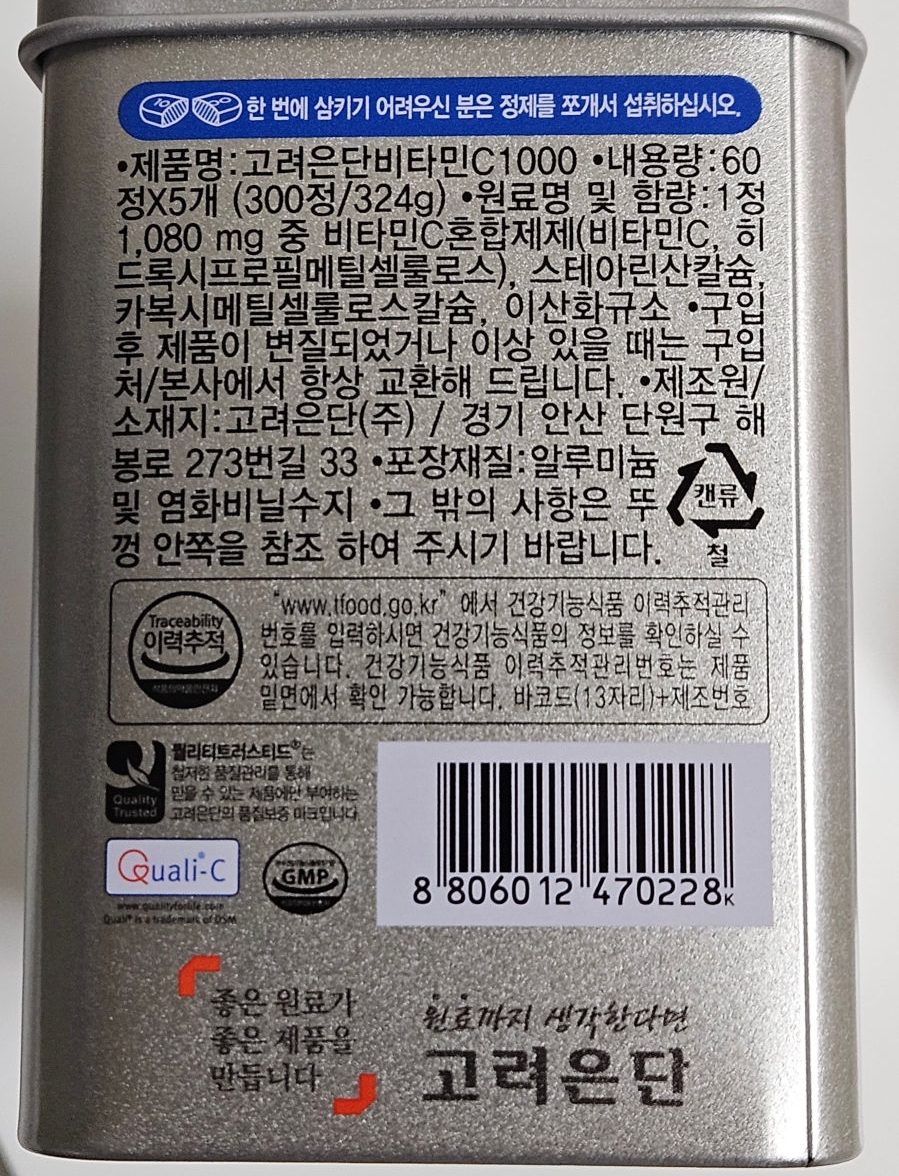 한 번에 삼키기 어려우신 분은 정제를 쪼개서 섭취하십시오.
•제품명:고려은단비타민C1000 •내용량:60
정X5개 (300정/324g) •원료명 및 함량:1정
1,080 mg 중 비타민C혼합제제(비타민C, 히
드록시프로필메틸셀룰로스), 스테아린산칼슘,
카복시메틸셀룰로스칼슘, 이산화규소 •구입
후 제품이 변질되었거나 이상 있을 때는 구입
처/본사에서 항상 교환해 드립니다. •제조원/
소재지:고려은단(주) / 경기 안산 단원구 해
봉로 273번길 33 •포장재질:알루미늄
및 염화비닐수지 •그 밖의 사항은 뚜
껑 안쪽을 참조 하여 주시기 바랍니다.
캔류
철
Traceability
이력추적
식품의약품안전처
"www.tfood.go.kr" 에서 건강기능식품 이력추적관리
번호를 입력하시면 건강기능식품의 정보를 확인하실 수
있습니다. 건강기능식품 이력추적관리번호는 제품
밑면에서 확인 가능합니다. 바코드(13자리)+제조번호
Quality
Trusted
퀄리티트러스티드®는
철저한 품질관리를 통해
믿을 수 있는 제품에만 부여하는
고려은단의 품질보증 마크입니다.
Quali®-C
www.qualityforlife.com
Quali® is a trademark of DSM
GMP
8 806012 470228 K
좋은 원료가
좋은 제품을
만듭니다
원료까지 생각한다면
고려은단